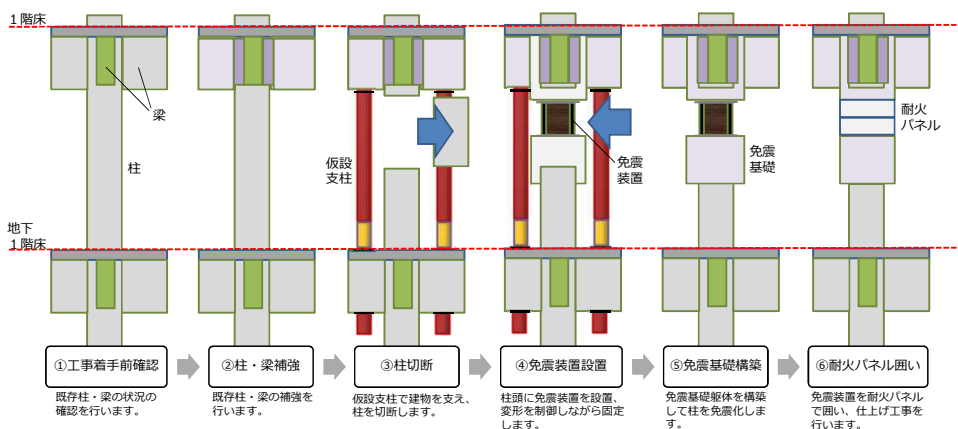 1階床
梁
柱
地下
1階床
仮設
支柱
免震
装置
免震
基礎
耐火
パネル
①工事着手前確認
②柱・梁補強
③柱切断
④免震装置設置
⑤免震基礎構築
⑥耐火パネル囲い
既存柱・梁の状況の
確認を行います。
既存柱・梁の補強を
行います。
仮設支柱で建物を支え、
柱を切断します。
柱頭に免震装置を設置、
変形を制御しながら固定
します。
免震基礎躯体を構築
して柱を免震化しま
す。
免震装置を耐火パネル
で囲い、仕上げ工事を
行います。